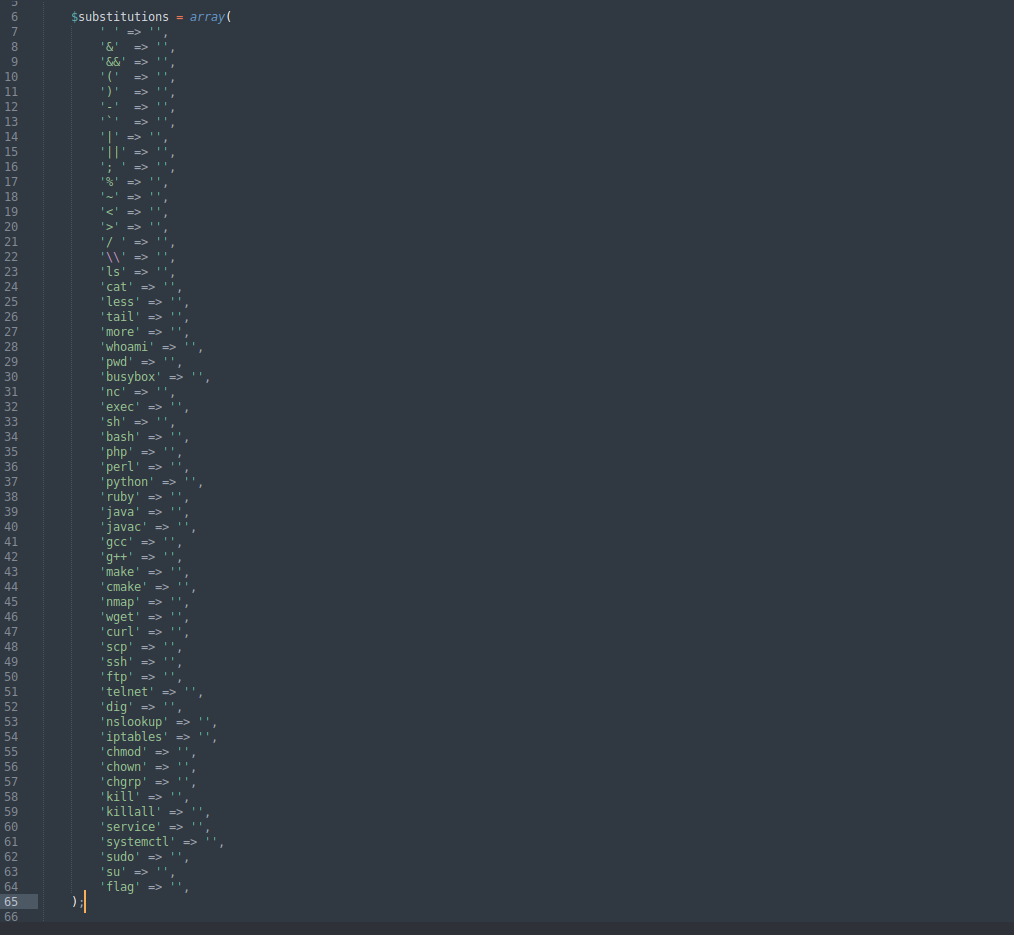 5
6 $substitutions = array(
7 ' ' => '',
8 '&'  => '',
9 '&&' => '',
10 '('  => '',
11 ')'  => '',
12 '-'  => '',
13 '`'  => '',
14 '|' => '',
15 '||' => '',
16 '; ' => '',
17 '%' => '',
18 '~' => '',
19 '<' => '',
20 '>' => '',
21 '/ ' => '',
22 '\\' => '',
23 'ls' => '',
24 'cat' => '',
25 'less' => '',
26 'tail' => '',
27 'more' => '',
28 'whoami' => '',
29 'pwd' => '',
30 'busybox' => '',
31 'nc' => '',
32 'exec' => '',
33 'sh' => '',
34 'bash' => '',
35 'php' => '',
36 'perl' => '',
37 'python' => '',
38 'ruby' => '',
39 'java' => '',
40 'javac' => '',
41 'gcc' => '',
42 'g++' => '',
43 'make' => '',
44 'cmake' => '',
45 'nmap' => '',
46 'wget' => '',
47 'curl' => '',
48 'scp' => '',
49 'ssh' => '',
50 'ftp' => '',
51 'telnet' => '',
52 'dig' => '',
53 'nslookup' => '',
54 'iptables' => '',
55 'chmod' => '',
56 'chown' => '',
57 'chgrp' => '',
58 'kill' => '',
59 'killall' => '',
60 'service' => '',
61 'systemctl' => '',
62 'sudo' => '',
63 'su' => '',
64 'flag' => '',
65 );
66